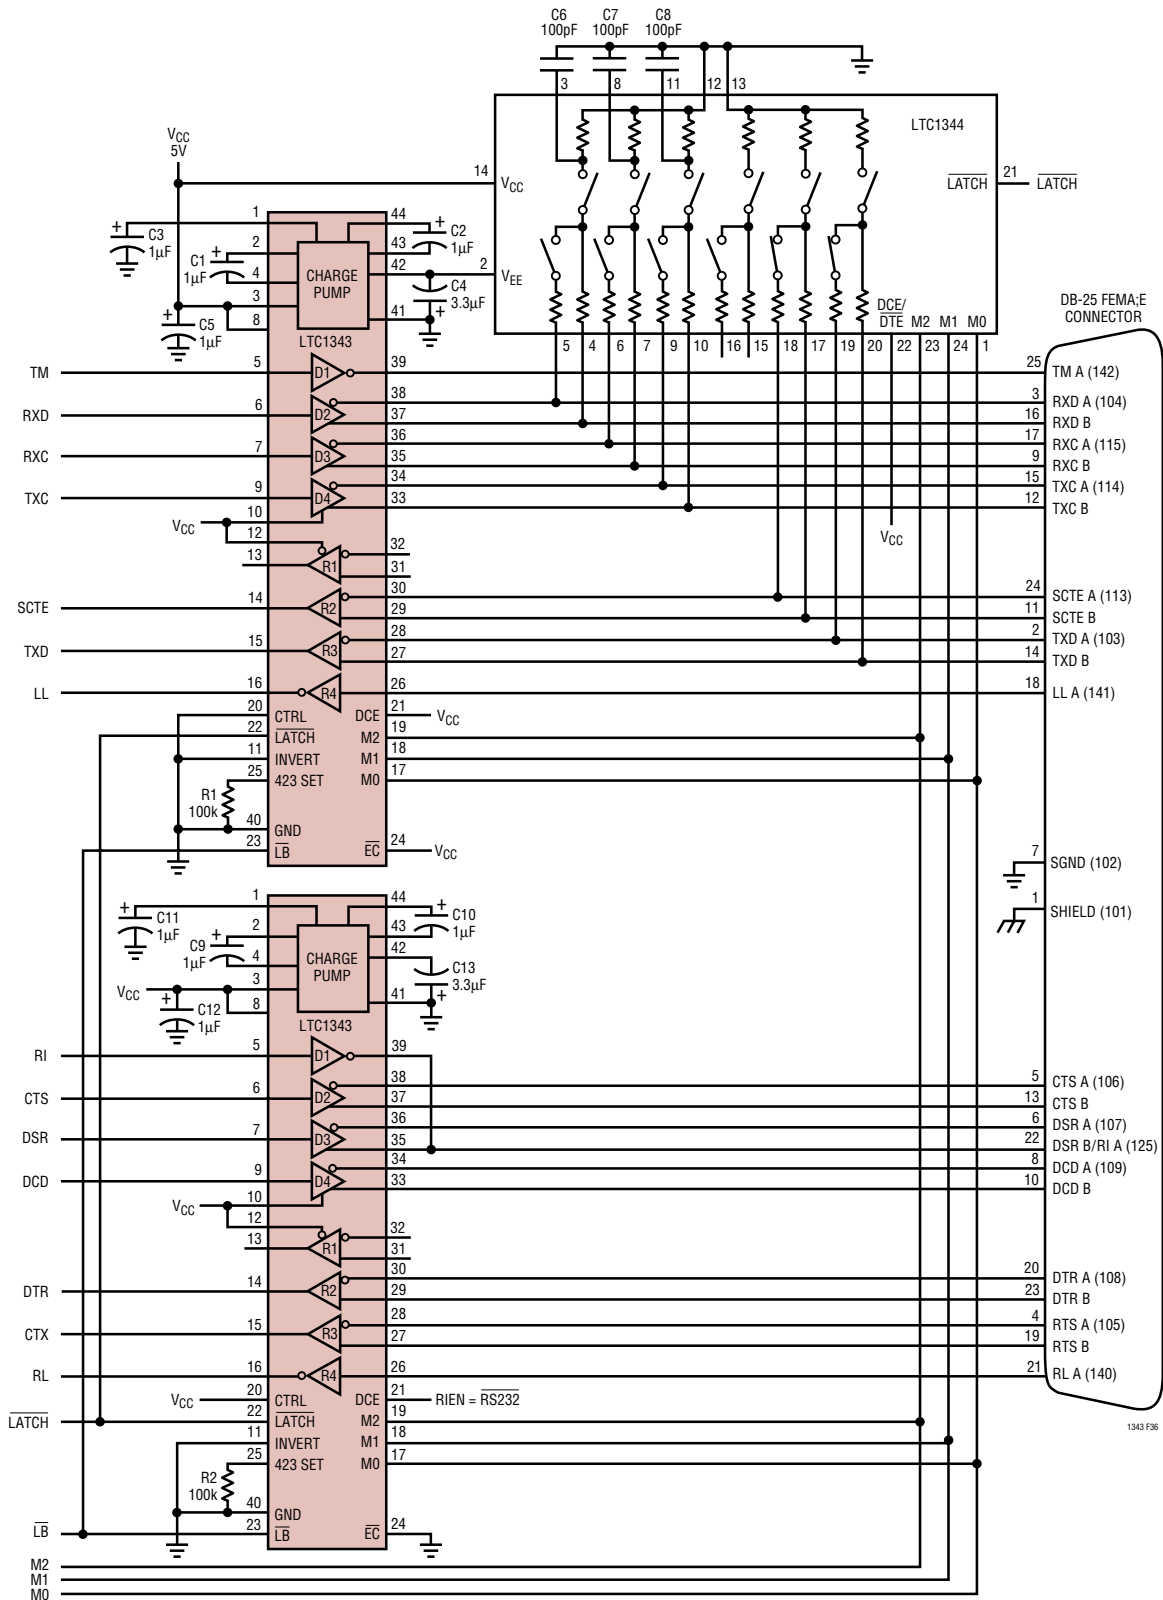 C6
100pF
C7
100pF
C8
100pF
3
8
11
12
13
LTC1344
VCC
5V
14
VCC
LATCH
21
LATCH
2
VEE
DCE/
DTE
M2
M1
M0
5
4
6
7
9
10
16
15
18
17
19
20
22
23
24
1
1
+
C3
1µF
2
+
C1
1µF
4
3
8
+
C5
1µF
CHARGE
PUMP
LTC1343
44
+
C2
1µF
43
42
C4
3.3µF
+
41
DB-25 FEMA;E
CONNECTOR
TM
5
D1
39
25
TM A (142)
RXD
6
D2
38
37
3
RXD A (104)
16
RXD B
RXC
7
D3
36
35
17
RXC A (115)
9
RXC B
TXC
9
D4
34
33
15
TXC A (114)
12
TXC B
VCC
10
12
13
R1
32
31
VCC
SCTE
14
R2
30
29
24
SCTE A (113)
11
SCTE B
TXD
15
R3
28
27
2
TXD A (103)
14
TXD B
LL
16
R4
26
18
LL A (141)
20
CTRL
DCE
21
VCC
22
LATCH
M2
19
11
INVERT
M1
18
25
423 SET
M0
17
R1
100k
40
GND
23
LB
EC
24
VCC
7
SGND (102)
1
SHIELD (101)
1
+
C11
1µF
2
+
C9
1µF
4
VCC
3
8
+
C12
1µF
CHARGE
PUMP
LTC1343
44
+
C10
1µF
43
42
C13
3.3µF
+
41
RI
5
D1
39
CTS
6
D2
38
37
5
CTS A (106)
13
CTS B
DSR
7
D3
36
35
6
DSR A (107)
22
DSR B/RI A (125)
DCD
9
D4
34
33
8
DCD A (109)
10
DCD B
VCC
10
12
13
R1
32
31
DTR
14
R2
30
29
20
DTR A (108)
23
DTR B
CTX
15
R3
28
27
4
RTS A (105)
19
RTS B
RL
16
R4
26
21
RL A (140)
VCC
20
CTRL
DCE
21
RIEN = RS232
LATCH
22
LATCH
M2
19
11
INVERT
M1
18
25
423 SET
M0
17
R2
100k
40
GND
LB
23
LB
EC
24
M2
M1
M0
1343 F36